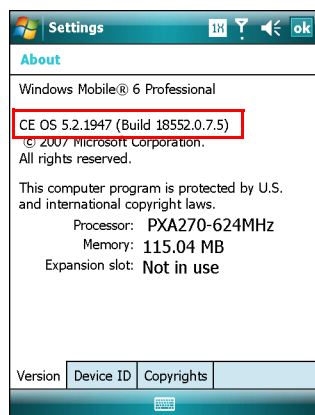 Settings 1X ok
About
Windows Mobile® 6 Professional
CE OS 5.2.1947 (Build 18552.0.7.5)
© 2007 Microsoft Corporation.
All rights reserved.
This computer program is protected by U.S.
and international copyright laws.
Processor: PXA270-624MHz
Memory: 115.04 MB
Expansion slot: Not in use
Version Device ID Copyrights